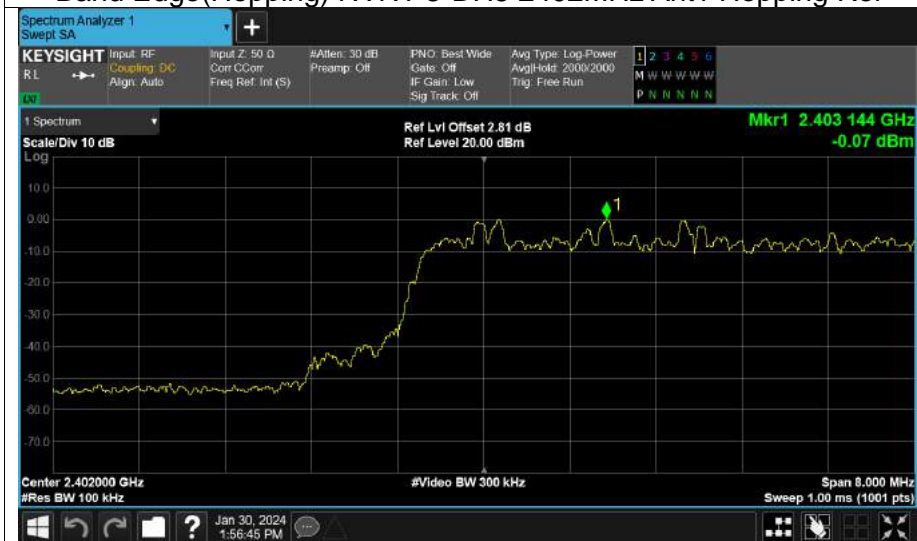 Spectrum Analyzer 1
Swept SA
+
KEYSIGHT Input: RF Input Z: 50 Ω #Atten: 30 dB PNO: Best Wide Avg Type: Log-Power 1 2 3 4 5 6
RL Coupling: DC Corr CCorr Preamp: Off Gate: Off Avg|Hold: 2000/2000 M W W W W W
Align: Auto Freq Ref: Int (S) IF Gain: Low Trig: Free Run
Sig Track: Off P N N N N N
LXI
1 Spectrum Ref Lvl Offset 2.81 dB Mkr1 2.403 144 GHz
Scale/Div 10 dB Ref Level 20.00 dBm -0.07 dBm
Log
10.0
0.00
1
-10.0
-20.0
-30.0
-40.0
-50.0
-60.0
-70.0
Center 2.402000 GHz #Video BW 300 kHz Span 8.000 MHz
#Res BW 100 kHz Sweep 1.00 ms (1001 pts)
? Jan 30, 2024
1:56:45 PM